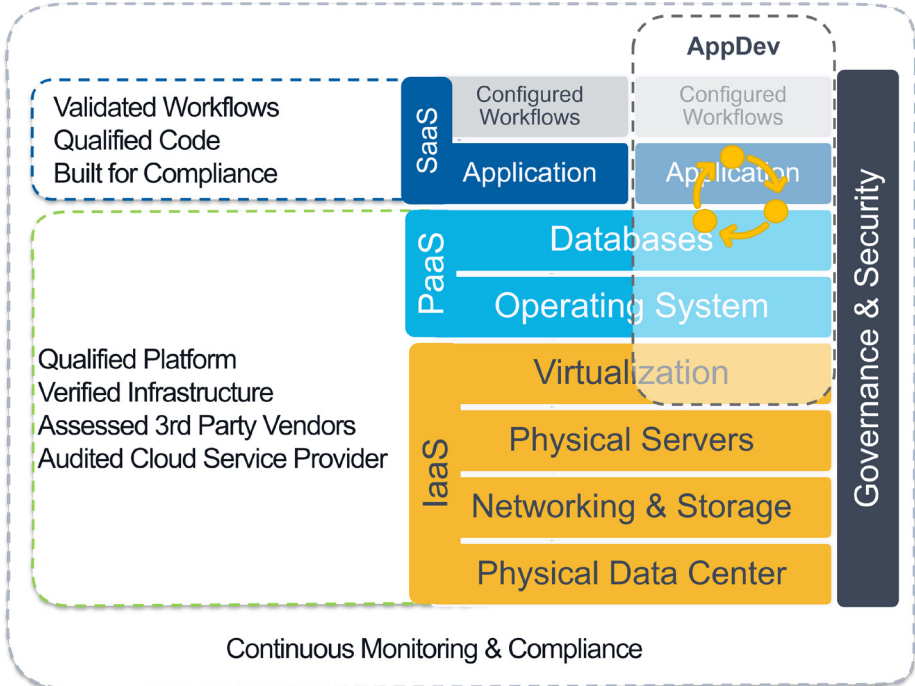 AppDev
Validated Workflows
Qualified Code
Built for Compliance
SaaS
Configured
Workflows
Configured
Workflows
Application
Application
Qualified Platform
Verified Infrastructure
Assessed 3rd Party Vendors
Audited Cloud Service Provider
PaaS
Databases
Operating System
IaaS
Virtualization
Physical Servers
Networking & Storage
Physical Data Center
Governance & Security
Continuous Monitoring & Compliance